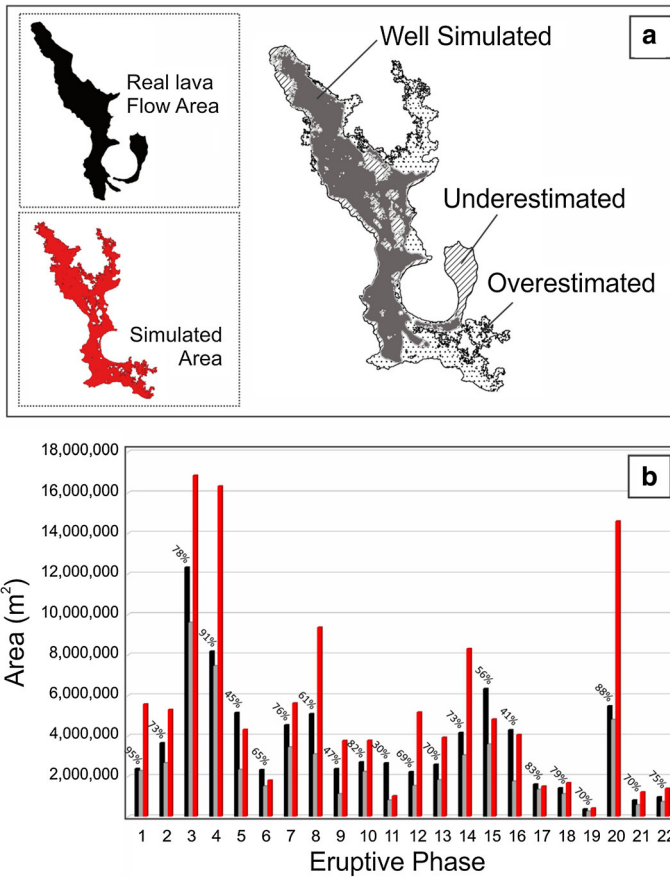 a
Real lava
Flow Area
Simulated
Area
Well Simulated
Underestimated
Overestimated
b
Area (m²)
18,000,000
16,000,000
14,000,000
12,000,000
10,000,000
8,000,000
6,000,000
4,000,000
2,000,000
95%
73%
78%
91%
45%
65%
76%
61%
47%
82%
30%
69%
70%
73%
56%
41%
83%
79%
70%
88%
70%
75%
1 2 3 4 5 6 7 8 9 10 11 12 13 14 15 16 17 18 19 20 21 22
Eruptive Phase